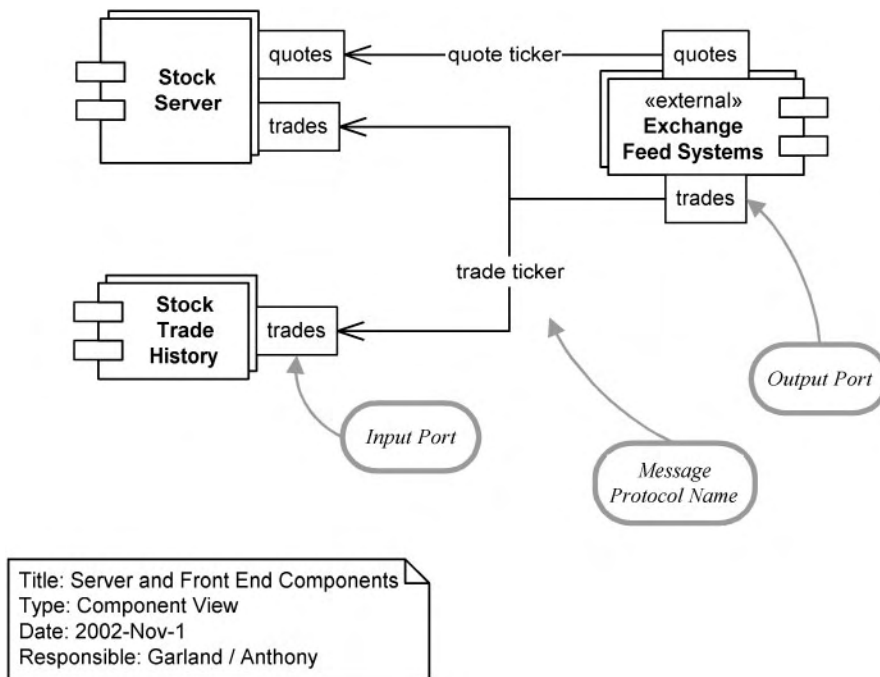 quotes
quote ticker
quotes
Stock
Server
«external»
Exchange
Feed Systems
trades
trades
trade ticker
Stock
Trade
History
trades
Output Port
Input Port
Message
Protocol Name
Title: Server and Front End Components
Type: Component View
Date: 2002-Nov-1
Responsible: Garland / Anthony